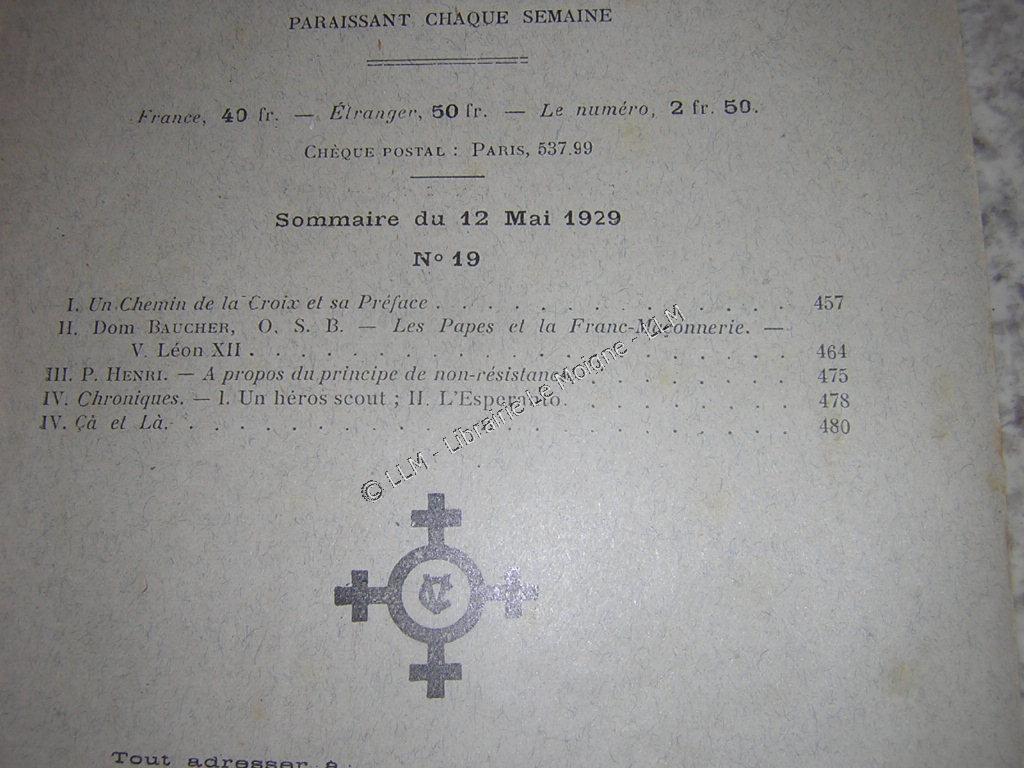 PARAISSANT CHAQUE SEMAINE
France, 40 fr. — Étranger, 50 fr. — Le numéro, 2 fr. 50.
CHÈQUE POSTAL : PARIS, 537.99
Sommaire du 12 Mai 1929
No 19
I. Un Chemin de la Croix et sa Préface . . . . . . . . . . 457
II. Dom BAUCHER, O. S. B. — Les Papes et la Franc-Maçonnerie. —
V. Léon XII . . . . . . . . . . . . . . . . . 464
III. P. HENRI. — A propos du principe de non-résistance . . . . . . . 475
IV. Chroniques. — I. Un héros scout ; II. L'Esperanto. . . . . . . . . 478
IV. Çà et Là. . . . . . . . . . . . . . . . . 480
© LLM - Librairie Le Moigne - LLM
Tout adresser à